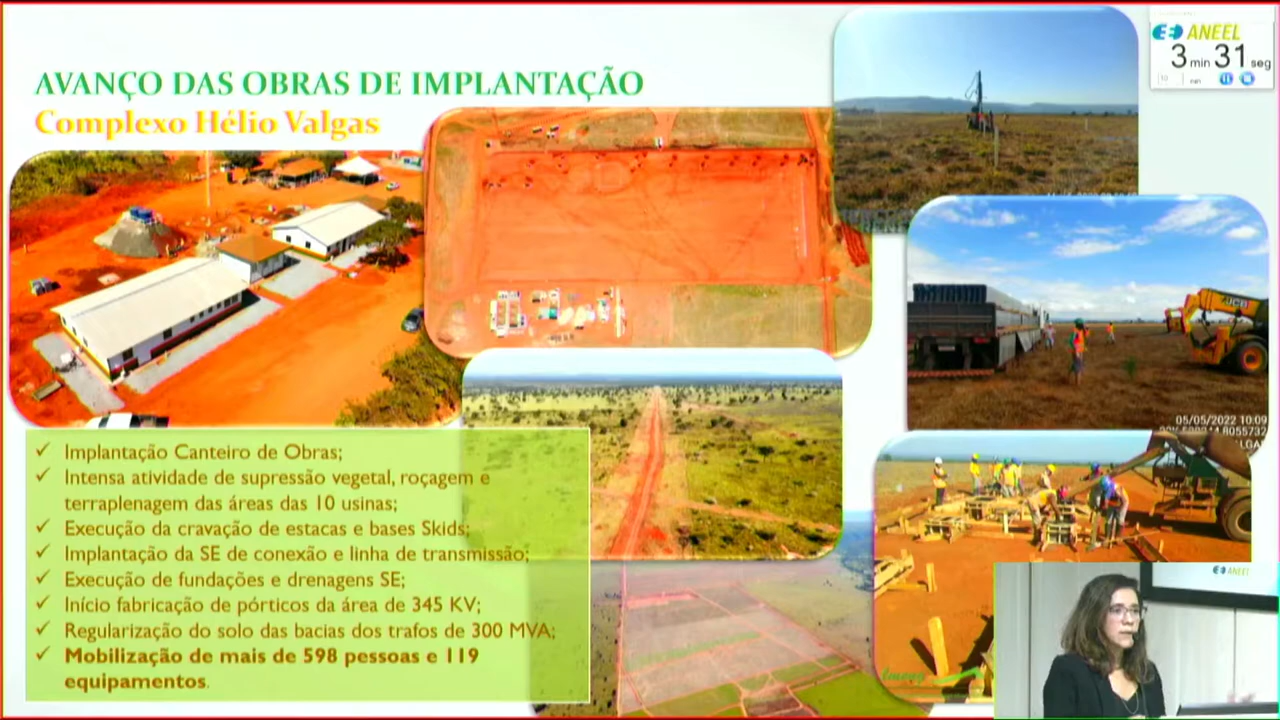 ANEEL
3 min 31 seg
10 min
AVANÇO DAS OBRAS DE IMPLANTAÇÃO
Complexo Hélio Valgas
JCB
05/05/2022 10:09
✓ Implantação Canteiro de Obras;
✓ Intensa atividade de supressão vegetal, roçagem e
terraplenagem das áreas das 10 usinas;
✓ Execução da cravação de estacas e bases Skids;
✓ Implantação da SE de conexão e linha de transmissão;
✓ Execução de fundações e drenagens SE;
✓ Início fabricação de pórticos da área de 345 KV;
✓ Regularização do solo das bacias dos trafos de 300 MVA;
✓ Mobilização de mais de 598 pessoas e 119
equipamentos.
ANEEL